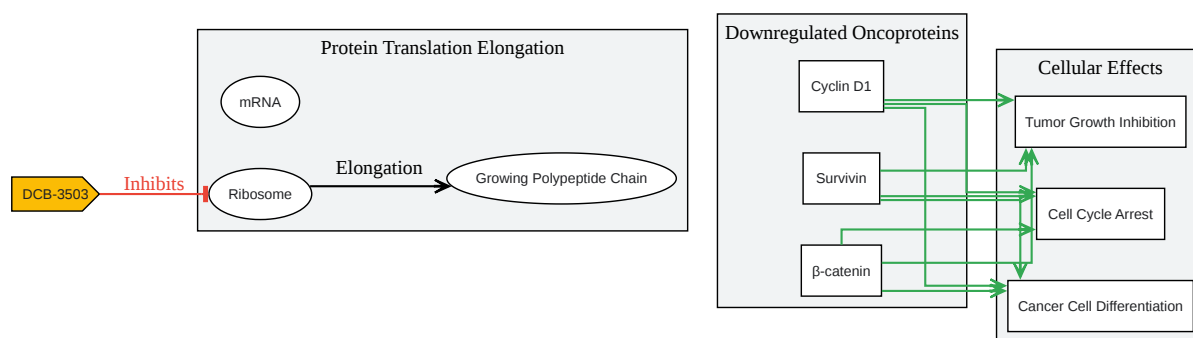 Protein Translation Elongation
mRNA
DCB-3503
Inhibits
Ribosome
Elongation
Growing Polypeptide Chain
Downregulated Oncoproteins
Cyclin D1
Survivin
β-catenin
Cellular Effects
Tumor Growth Inhibition
Cell Cycle Arrest
Cancer Cell Differentiation